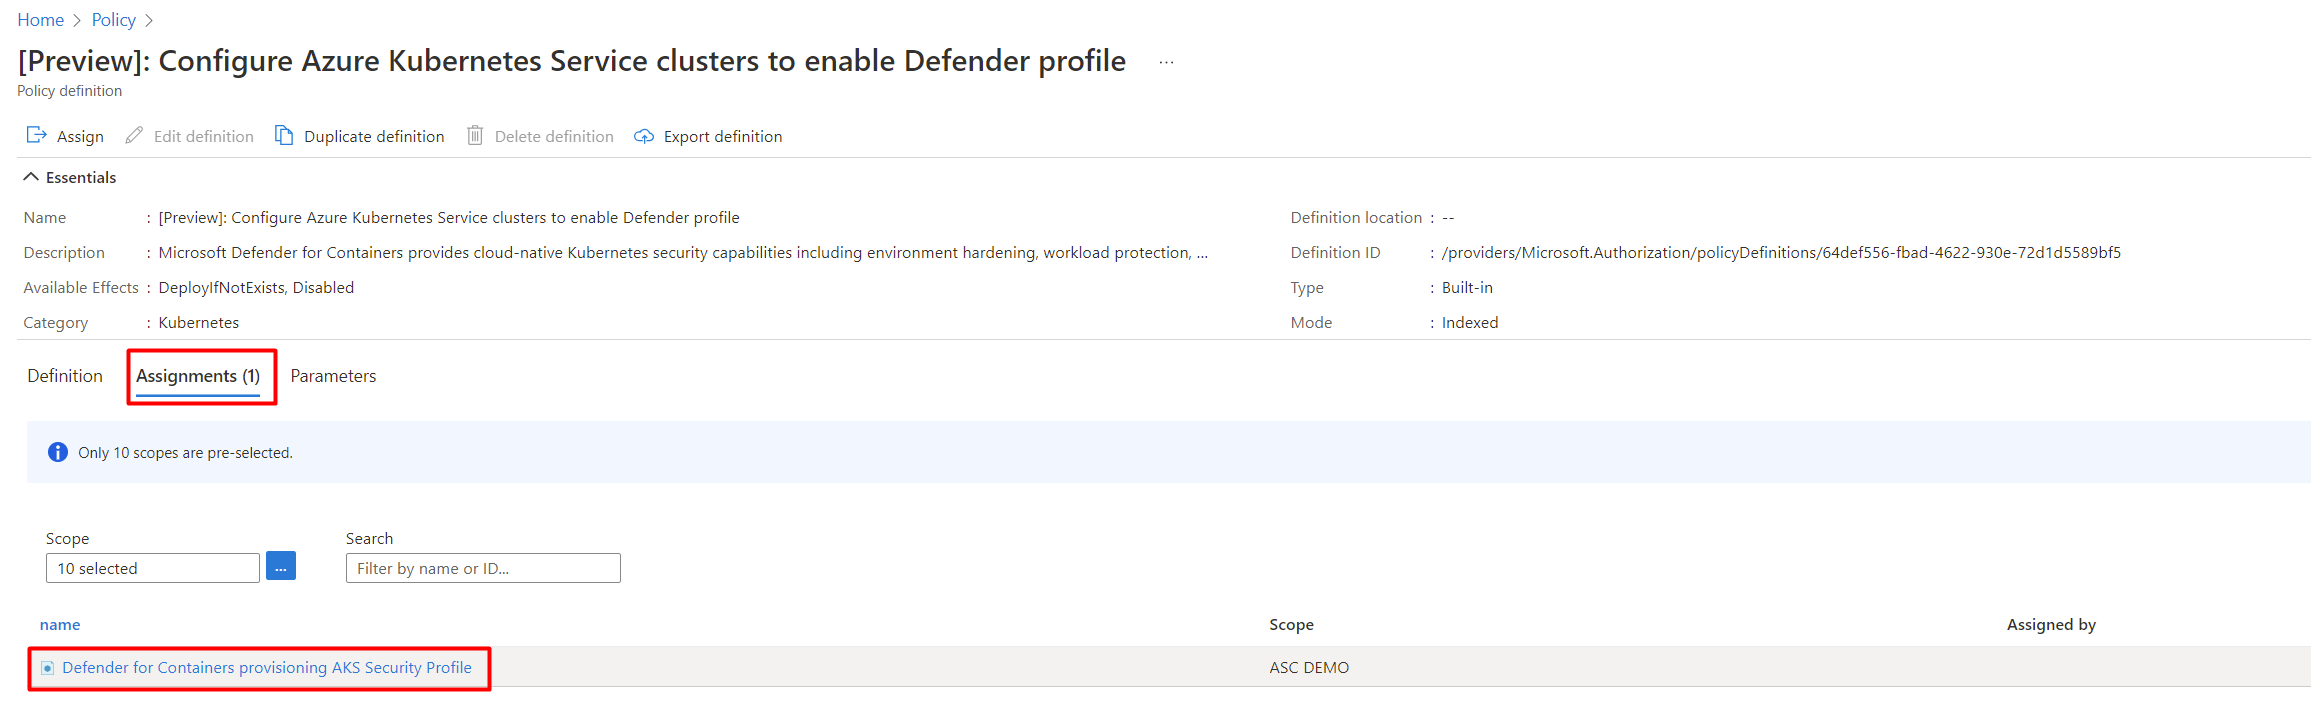 Home > Policy >
[Preview]: Configure Azure Kubernetes Service clusters to enable Defender profile ...
Policy definition
Assign Edit definition Duplicate definition Delete definition Export definition
Essentials
Name : [Preview]: Configure Azure Kubernetes Service clusters to enable Defender profile
Definition location : --
Description : Microsoft Defender for Containers provides cloud-native Kubernetes security capabilities including environment hardening, workload protection, ...
Definition ID : /providers/Microsoft.Authorization/policyDefinitions/64def556-fbad-4622-930e-72d1d5589bf5
Available Effects : DeployIfNotExists, Disabled
Type : Built-in
Category : Kubernetes
Mode : Indexed
Definition Assignments (1) Parameters
Only 10 scopes are pre-selected.
Scope Search
10 selected ... Filter by name or ID...
name Scope Assigned by
Defender for Containers provisioning AKS Security Profile ASC DEMO